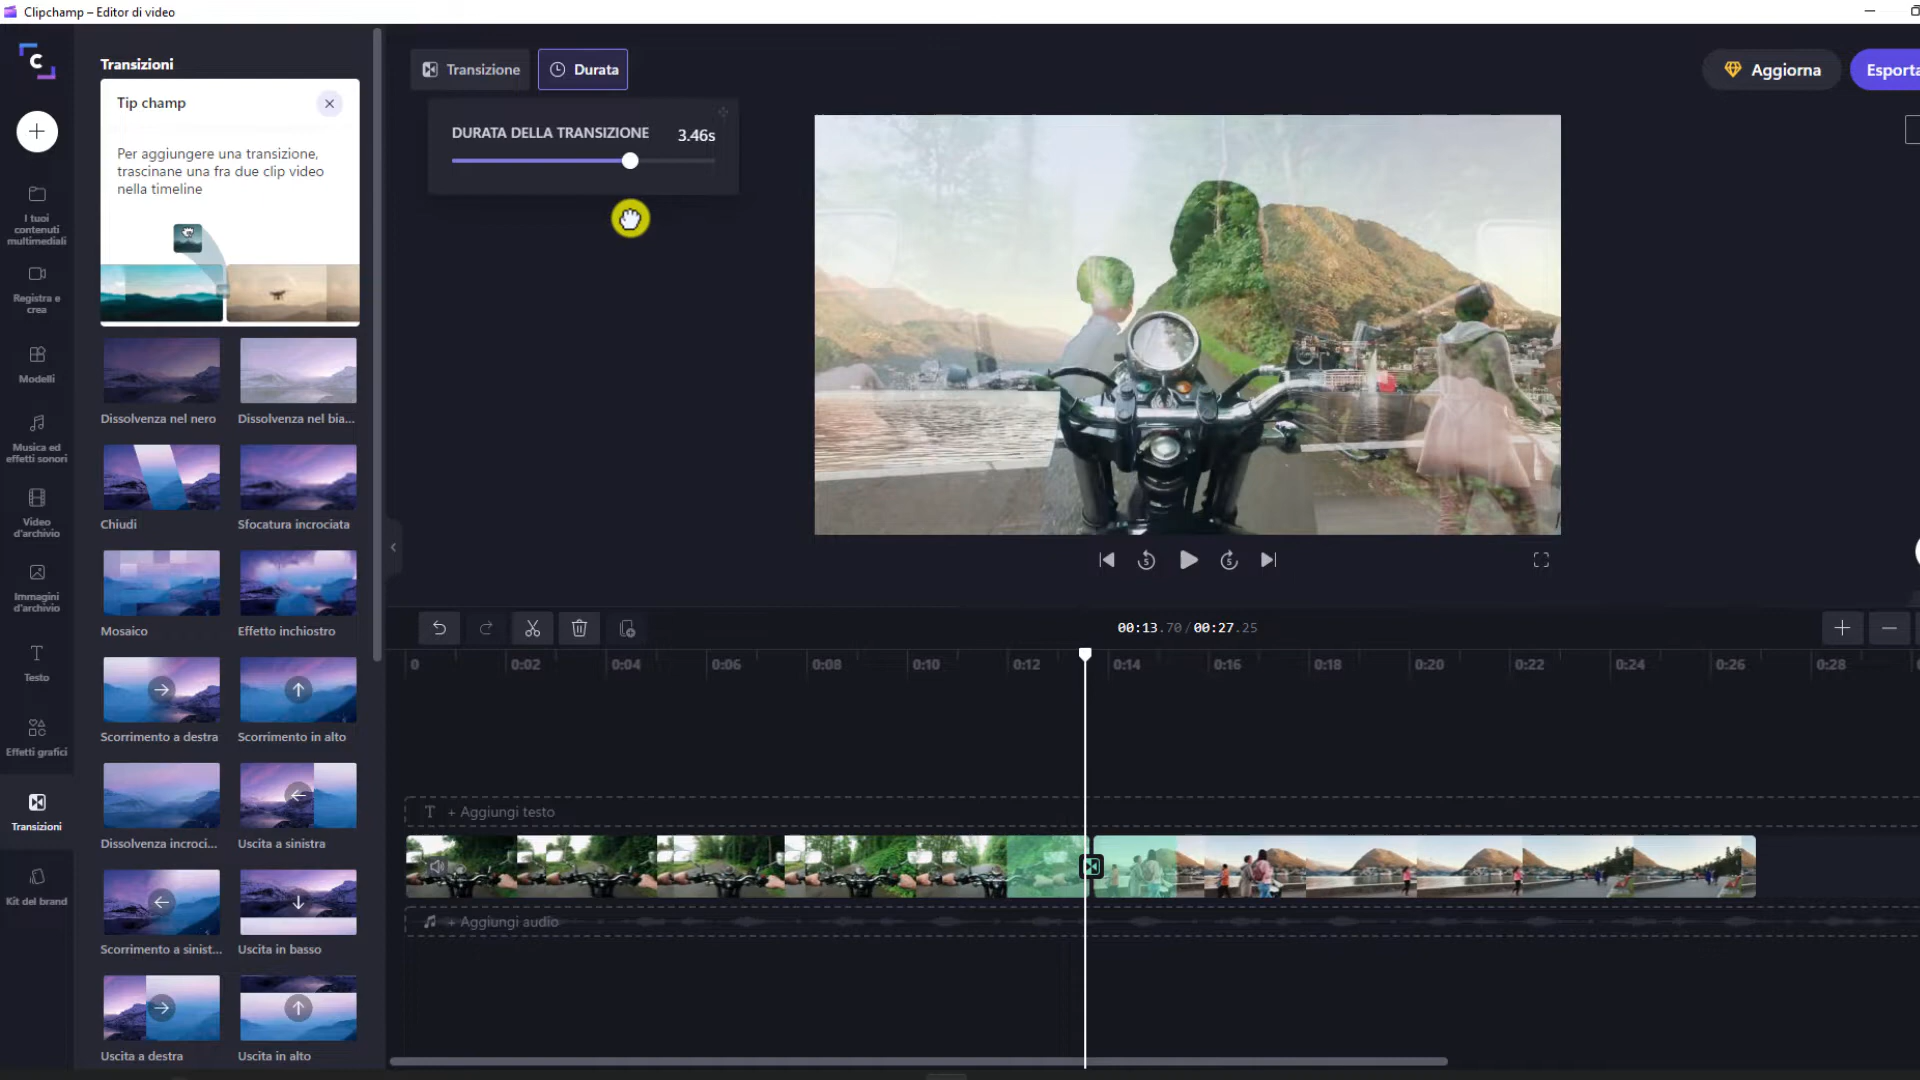 Clipchamp – Editor di video
Transizioni
Tip champ
Per aggiungere una transizione,
trascinane una fra due clip video
nella timeline
I tuoi
contenuti
multimediali
Registra e
crea
Modelli
Musica ed
effetti sonori
Video
d'archivio
Immagini
d'archivio
Testo
Effetti grafici
Transizioni
Kit del brand
Dissolvenza nel nero
Dissolvenza nel bia...
Chiudi
Sfocatura incrociata
Mosaico
Effetto inchiostro
Scorrimento a destra
Scorrimento in alto
Dissolvenza incroci...
Uscita a sinistra
Scorrimento a sinist...
Uscita in basso
Uscita a destra
Uscita in alto
Transizione
Durata
DURATA DELLA TRANSIZIONE 3.46s
Aggiorna
Esporta
5
5
00:13.70/00:27.25
0 0:02 0:04 0:06 0:08 0:10 0:12 0:14 0:16 0:18 0:20 0:22 0:24 0:26 0:28
T + Aggiungi testo
+ Aggiungi audio